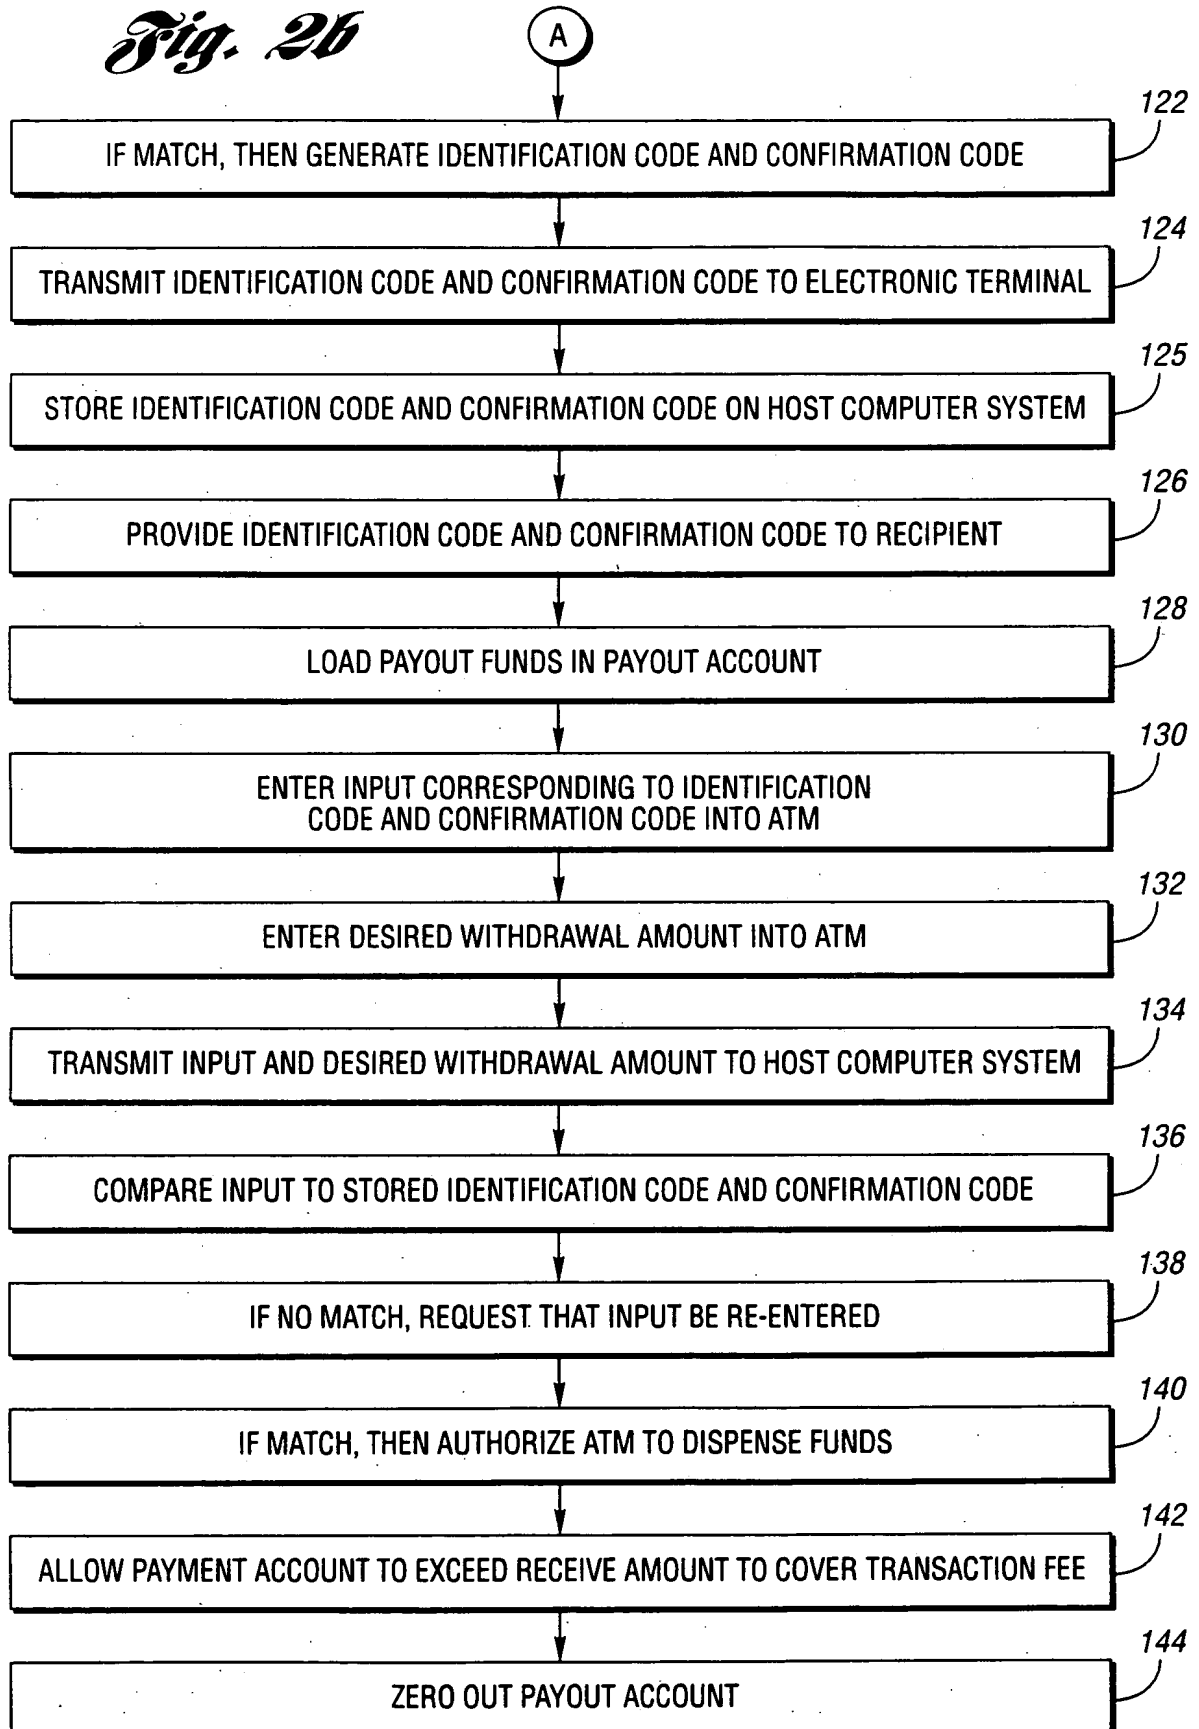 Fig. 2b
A
122
IF MATCH, THEN GENERATE IDENTIFICATION CODE AND CONFIRMATION CODE
124
TRANSMIT IDENTIFICATION CODE AND CONFIRMATION CODE TO ELECTRONIC TERMINAL
125
STORE IDENTIFICATION CODE AND CONFIRMATION CODE ON HOST COMPUTER SYSTEM
126
PROVIDE IDENTIFICATION CODE AND CONFIRMATION CODE TO RECIPIENT
128
LOAD PAYOUT FUNDS IN PAYOUT ACCOUNT
130
ENTER INPUT CORRESPONDING TO IDENTIFICATION
CODE AND CONFIRMATION CODE INTO ATM
132
ENTER DESIRED WITHDRAWAL AMOUNT INTO ATM
134
TRANSMIT INPUT AND DESIRED WITHDRAWAL AMOUNT TO HOST COMPUTER SYSTEM
136
COMPARE INPUT TO STORED IDENTIFICATION CODE AND CONFIRMATION CODE
138
IF NO MATCH, REQUEST THAT INPUT BE RE-ENTERED
140
IF MATCH, THEN AUTHORIZE ATM TO DISPENSE FUNDS
142
ALLOW PAYMENT ACCOUNT TO EXCEED RECEIVE AMOUNT TO COVER TRANSACTION FEE
144
ZERO OUT PAYOUT ACCOUNT